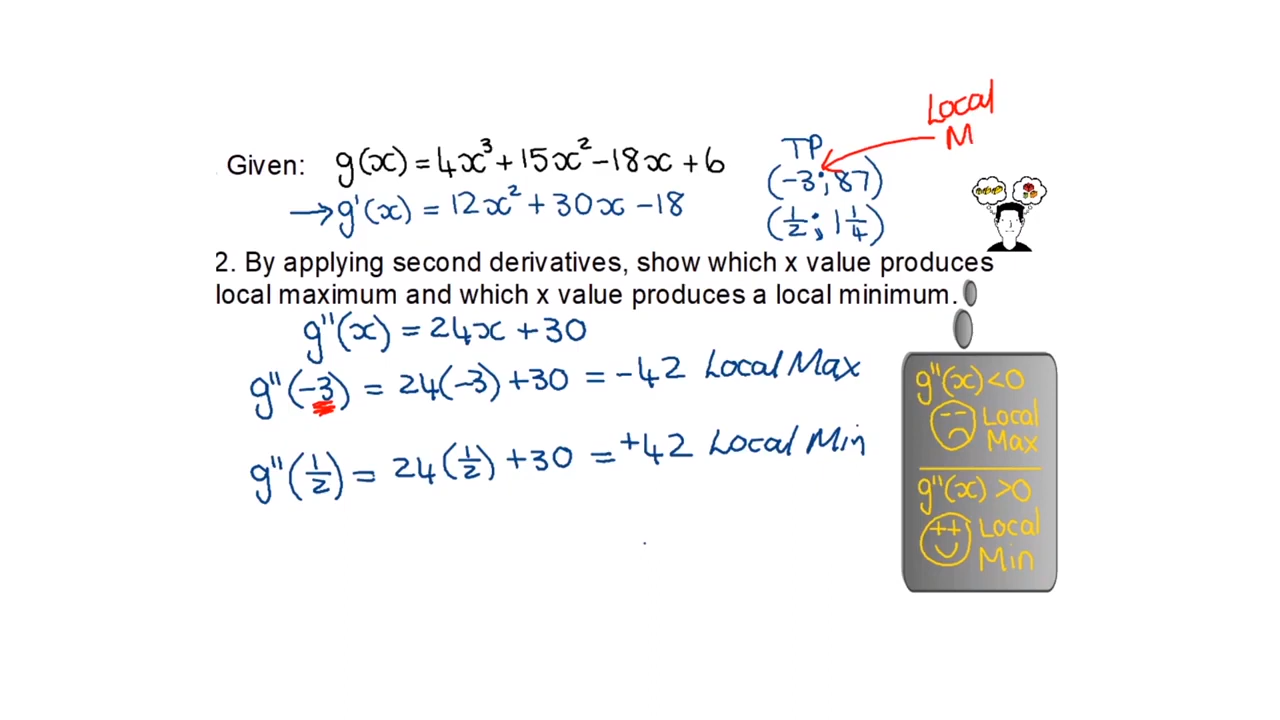 Local
M
Given: g(x) = 4x³ + 15x² - 18x + 6
TP
(-3 ; 87)
→ g'(x) = 12x² + 30x - 18
(1/2 ; 1 1/4)
2. By applying second derivatives, show which x value produces
local maximum and which x value produces a local minimum.
g''(x) = 24x + 30
g''(-3) = 24(-3) + 30 = -42 Local Max
g''(1/2) = 24(1/2) + 30 = +42 Local Min
g''(x) < 0
-- Local
Max
g''(x) > 0
++ Local
Min